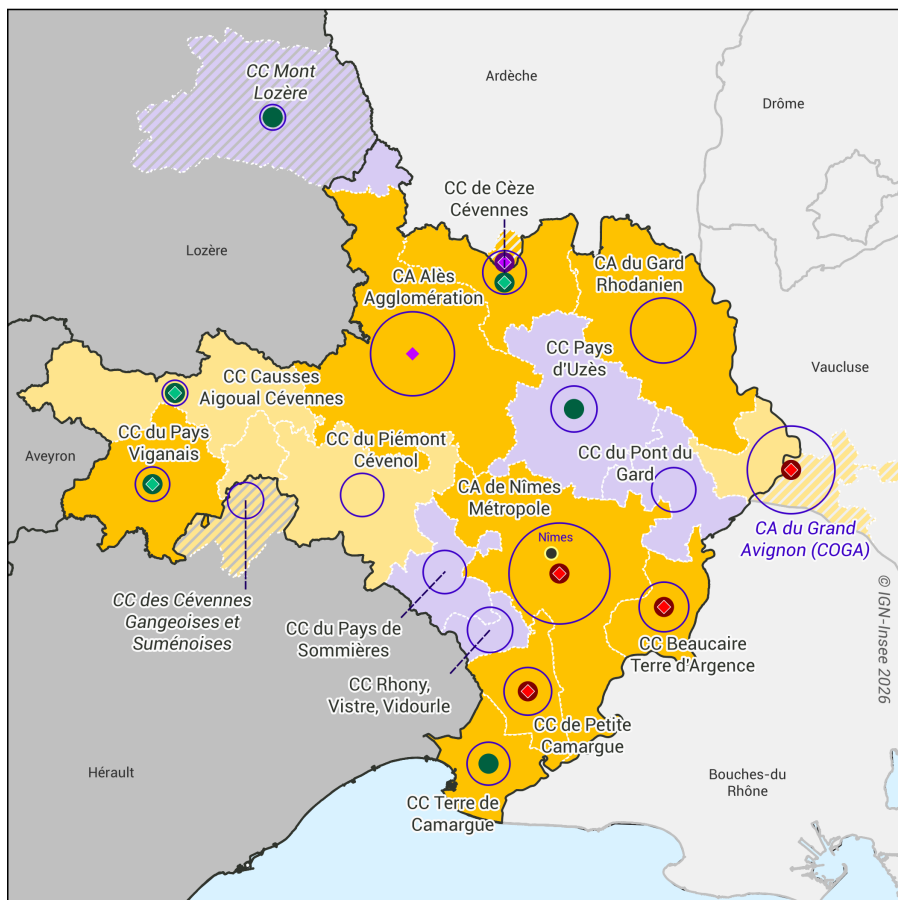 CC Mont
Lozère
Ardèche
Drôme
CC de Cèze
Cévennes
Lozère
CA du Gard
Rhodanien
CA Alès
Agglomération
CC Pays
d'Uzès
Vaucluse
CC Causses
Aigoual Cévennes
CC du Pays
Viganais
CC du Piémont
Cévenol
Aveyron
CC du Pont du
Gard
CA de Nîmes
Métropole
CA du Grand
Avignon (COGA)
Nîmes
CC des Cévennes
Gangeoises et
Suménoises
CC du Pays de
Sommières
CC Beaucaire
Terre d'Argence
© IGN-Insee 2026
CC Rhony,
Vistre, Vidourle
CC de Petite
Camargue
Hérault
Bouches-du
Rhône
CC Terre de
Camargue